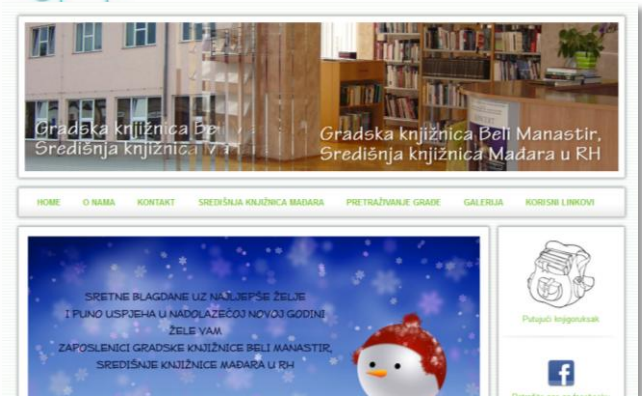 Gradska knjižnica Be
Središnja knjižnica
Gradska knjižnica Beli Manastir,
Središnja knjižnica Mađara u RH
HOME O NAMA KONTAKT SREDIŠNJA KNJIŽNICA MAĐARA PRETRAŽIVANJE GRAĐE GALERIJA KORISNI LINKOVI
SRETNE BLAGDANE UZ NAJLJEPŠE ŽELJE
I PUNO USPJEHA U NADOLAZEĆOJ NOVOJ GODINI
ŽELE VAM
ZAPOSLENICI GRADSKE KNJIŽNICE BELI MANASTIR,
SREDIŠNJE KNJIŽNICE MAĐARA U RH
Putujući knjigoruksak
f